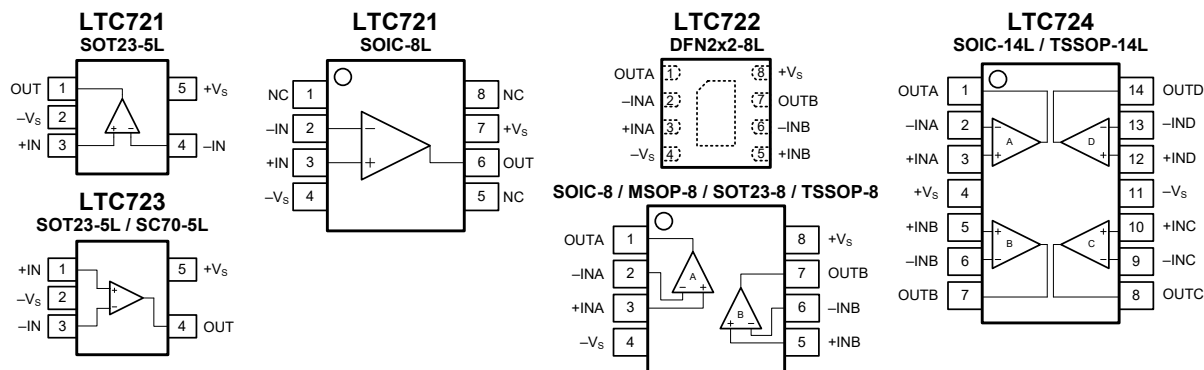 LTC721
SOT23-5L
OUT 1 5 +VS
–VS 2
+IN 3 + – 4 –IN
LTC723
SOT23-5L / SC70-5L
+IN 1 + 5 +VS
–VS 2 –
–IN 3 4 OUT
LTC721
SOIC-8L
NC 1 8 NC
–IN 2 – 7 +VS
+IN 3 + 6 OUT
–VS 4 5 NC
LTC722
DFN2x2-8L
OUTA 1 8 +VS
–INA 2 7 OUTB
+INA 3 6 –INB
–VS 4 5 +INB
SOIC-8 / MSOP-8 / SOT23-8 / TSSOP-8
OUTA 1 8 +VS
–INA 2 A – + 7 OUTB
+INA 3 B + – 6 –INB
–VS 4 5 +INB
LTC724
SOIC-14L / TSSOP-14L
OUTA 1 14 OUTD
–INA 2 – A D – 13 –IND
+INA 3 + + 12 +IND
+VS 4 11 –VS
+INB 5 + B C + 10 +INC
–INB 6 – – 9 –INC
OUTB 7 8 OUTC